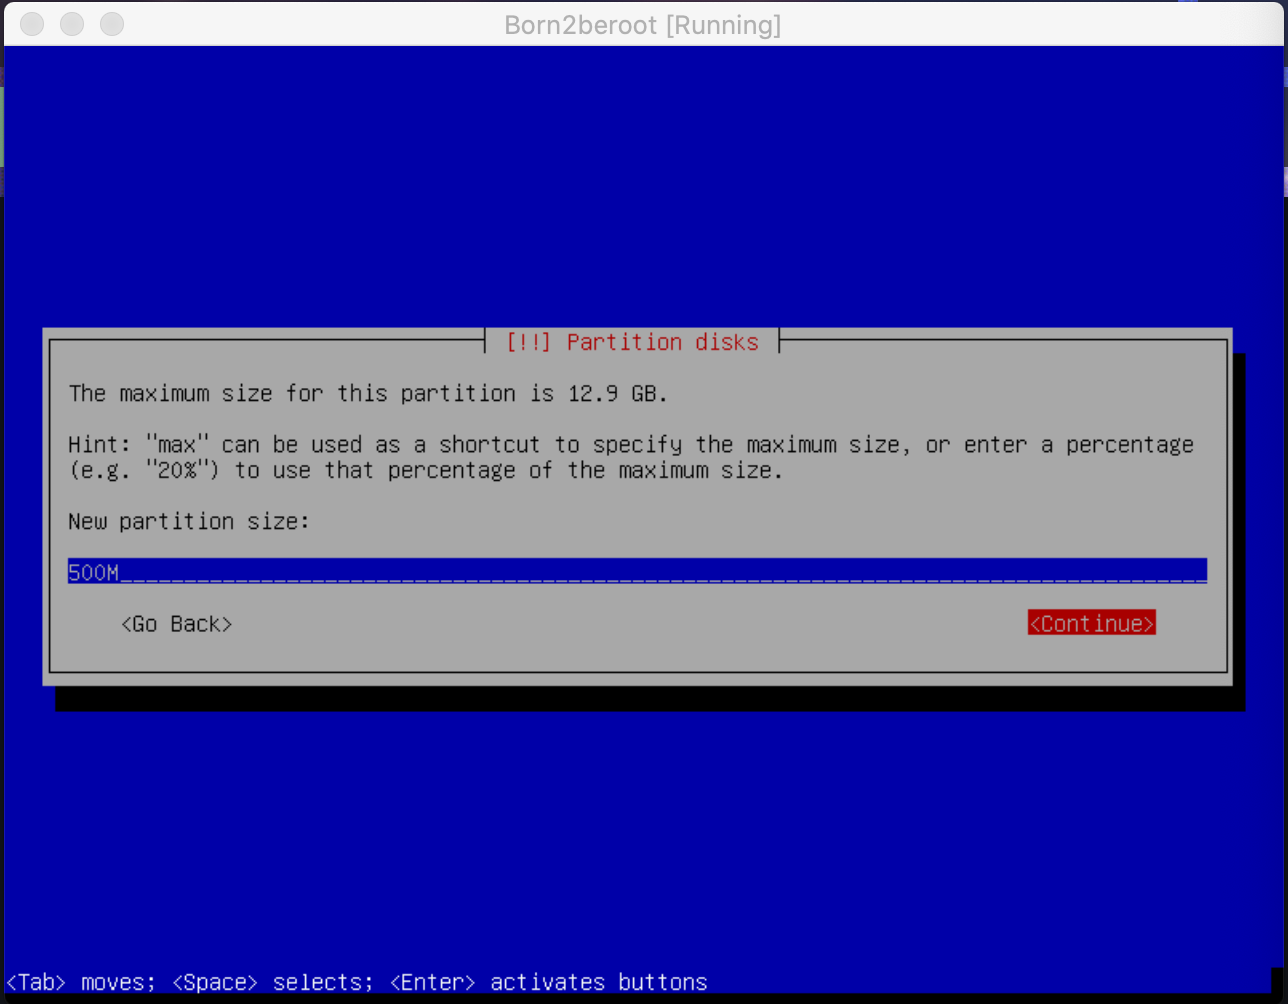 Born2beroot [Running]
[!!] Partition disks
The maximum size for this partition is 12.9 GB.
Hint: "max" can be used as a shortcut to specify the maximum size, or enter a percentage
(e.g. "20%") to use that percentage of the maximum size.
New partition size:
500M
<Go Back> <Continue>
<Tab> moves; <Space> selects; <Enter> activates buttons